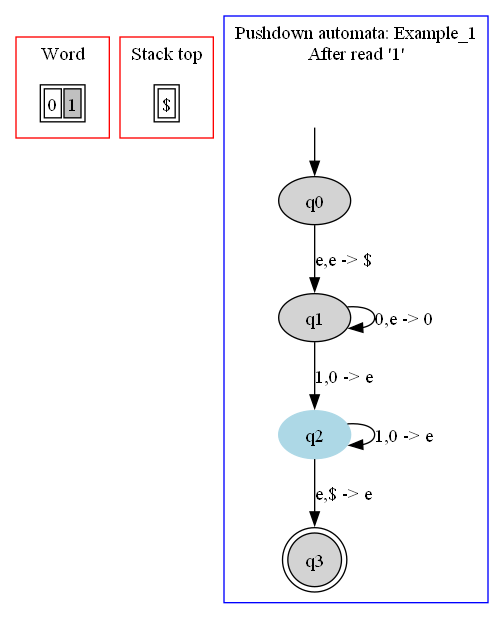 Word
0 1
Stack top
$
Pushdown automata: Example_1
After read '1'
q0
e,e -> $
q1
0,e -> 0
1,0 -> e
q2
1,0 -> e
e,$ -> e
q3